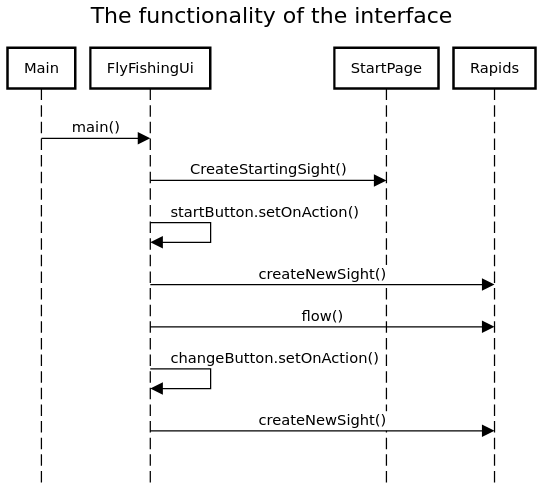 The functionality of the interface
Main
FlyFishingUi
StartPage
Rapids
main()
CreateStartingSight()
startButton.setOnAction()
createNewSight()
flow()
changeButton.setOnAction()
createNewSight()